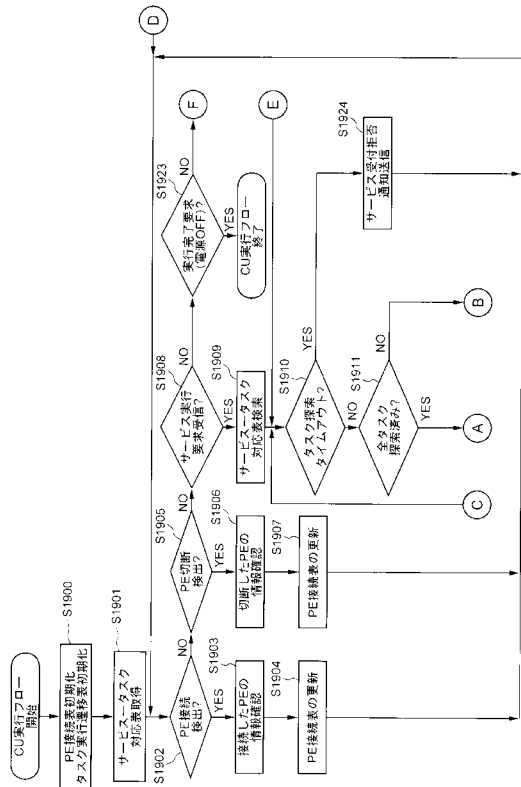 CU実行フロー
開始
S1900
PE接続表初期化
タスク実行遷移表初期化
S1901
サービス－タスク
対応表取得
D
S1902
PE接続
検出?
NO
YES
S1903
接続したPEの
情報確認
S1904
PE接続表の更新
S1905
PE切断
検出?
NO
YES
S1906
切断したPEの
情報確認
S1907
PE接続表の更新
S1908
サービス実行
要求受信?
NO
YES
S1909
サービス－タスク
対応表検索
S1923
実行完了要求
(電源OFF)?
NO
F
YES
CU実行フロー
終了
E
S1910
タスク探索
タイムアウト?
YES
NO
S1924
サービス受付拒否
通知送信
S1911
全タスク
探索済み?
NO
B
YES
A
C